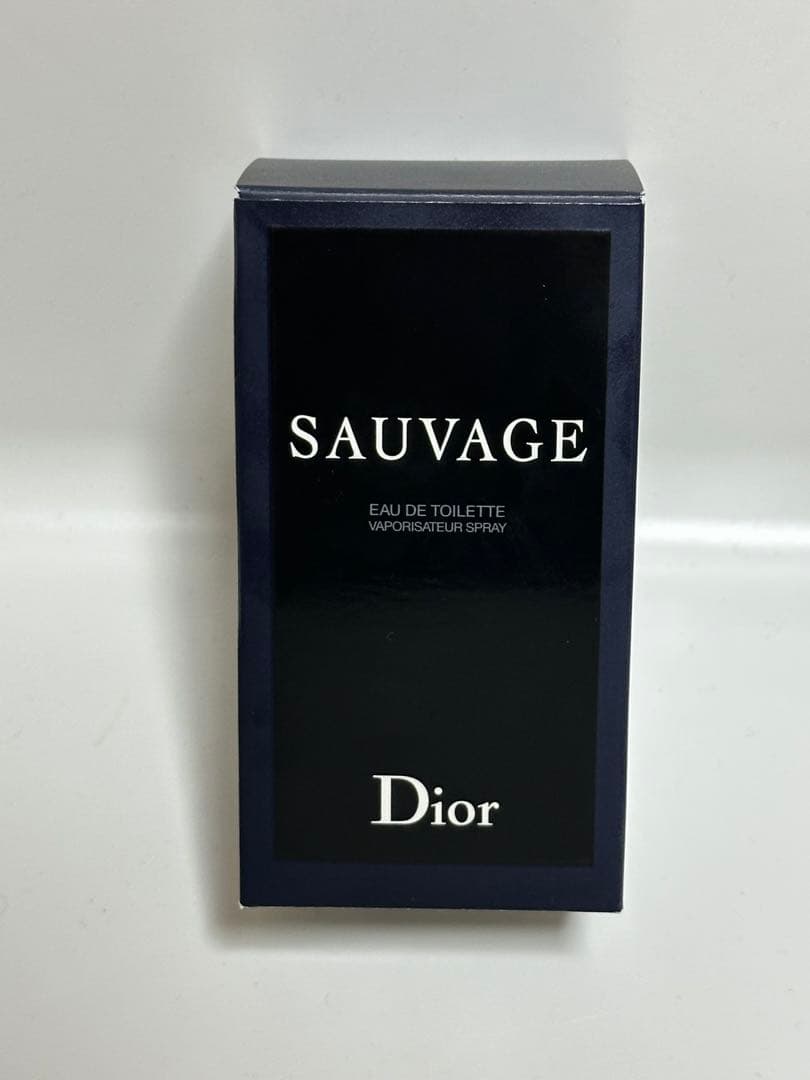 SAUVAGE
EAU DE TOILETTE
VAPORISATEUR SPRAY
Dior